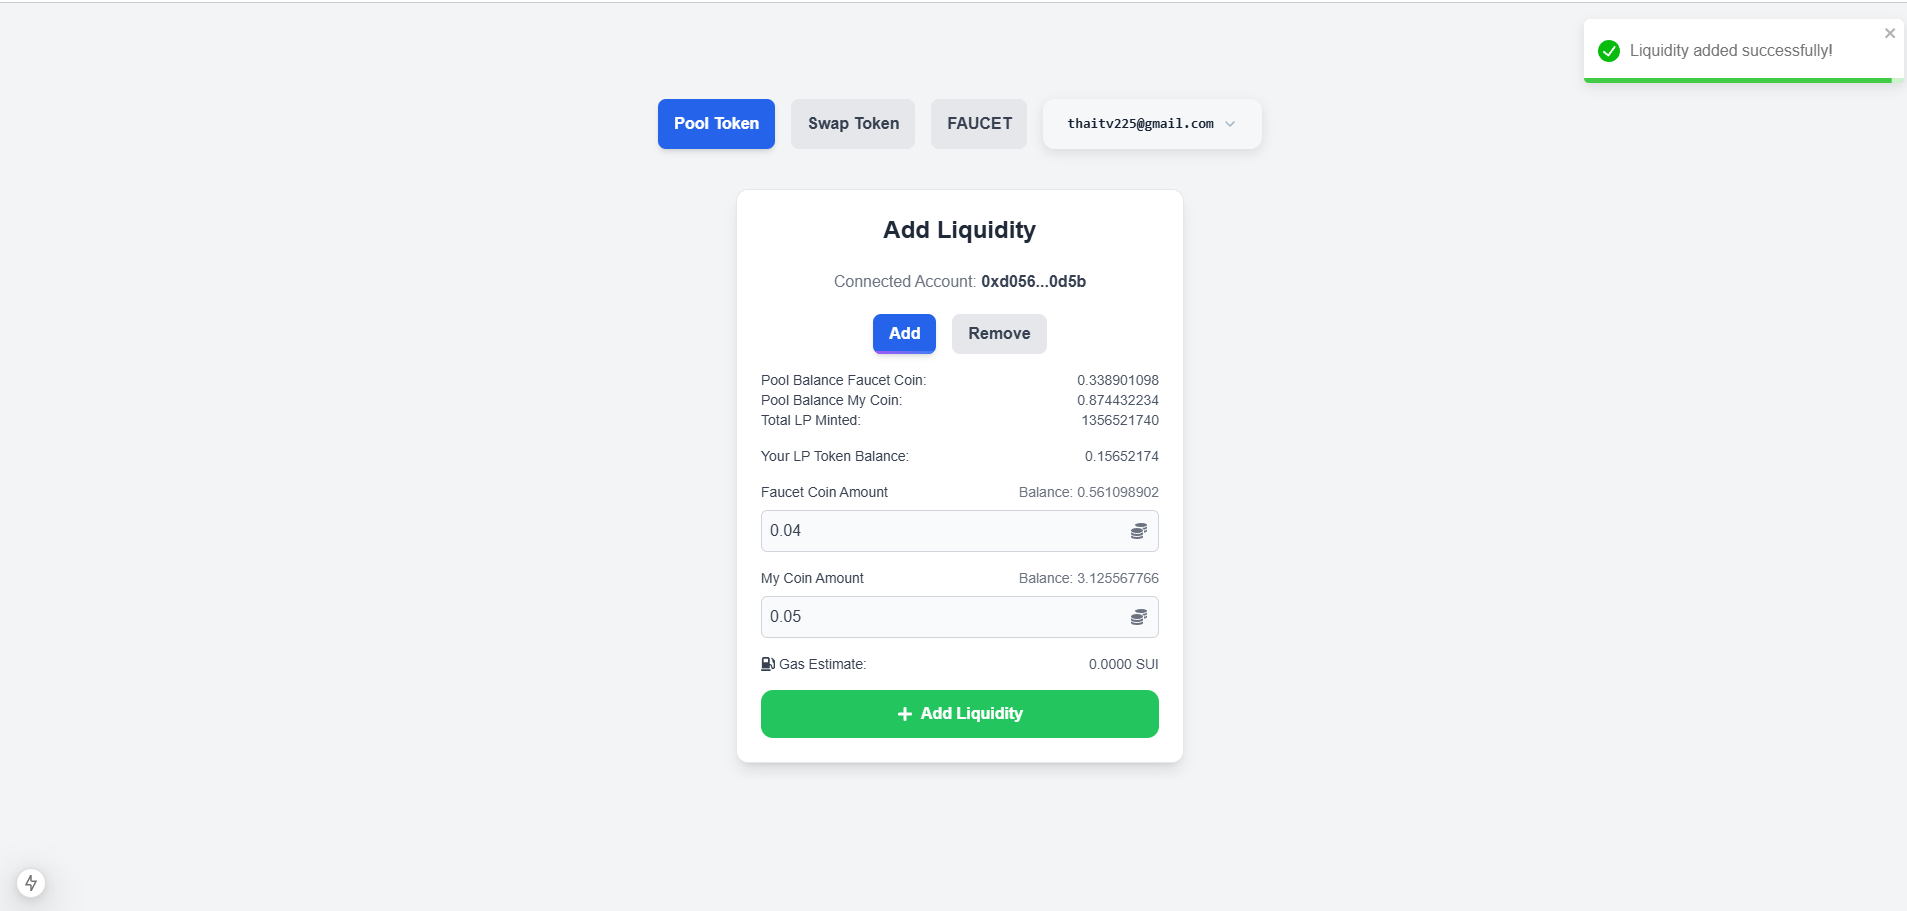 Liquidity added successfully!
Pool Token Swap Token FAUCET thaitv225@gmail.com
Add Liquidity
Connected Account: 0xd056...0d5b
Add Remove
Pool Balance Faucet Coin: 0.338901098
Pool Balance My Coin: 0.874432234
Total LP Minted: 1356521740
Your LP Token Balance: 0.15652174
Faucet Coin Amount Balance: 0.561098902
0.04
My Coin Amount Balance: 3.125567766
0.05
Gas Estimate: 0.0000 SUI
Add Liquidity